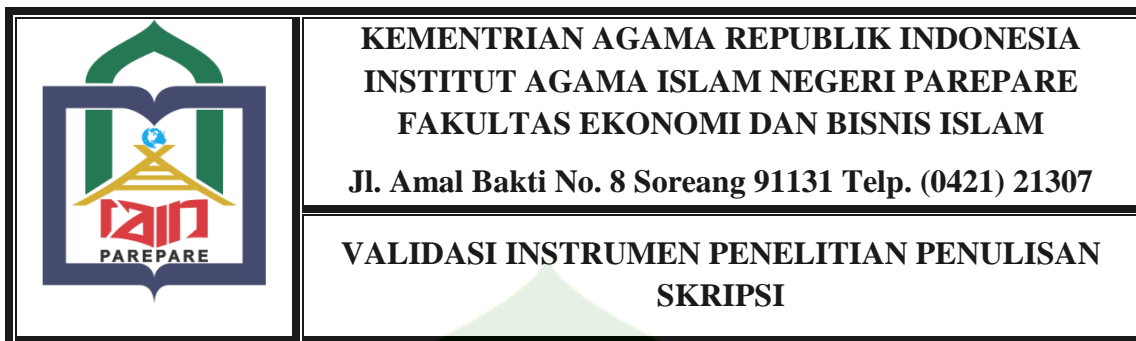 KEMENTRIAN AGAMA REPUBLIK INDONESIA
INSTITUT AGAMA ISLAM NEGERI PAREPARE
FAKULTAS EKONOMI DAN BISNIS ISLAM
Jl. Amal Bakti No. 8 Soreang 91131 Telp. (0421) 21307
iain
PAREPARE
VALIDASI INSTRUMEN PENELITIAN PENULISAN
SKRIPSI